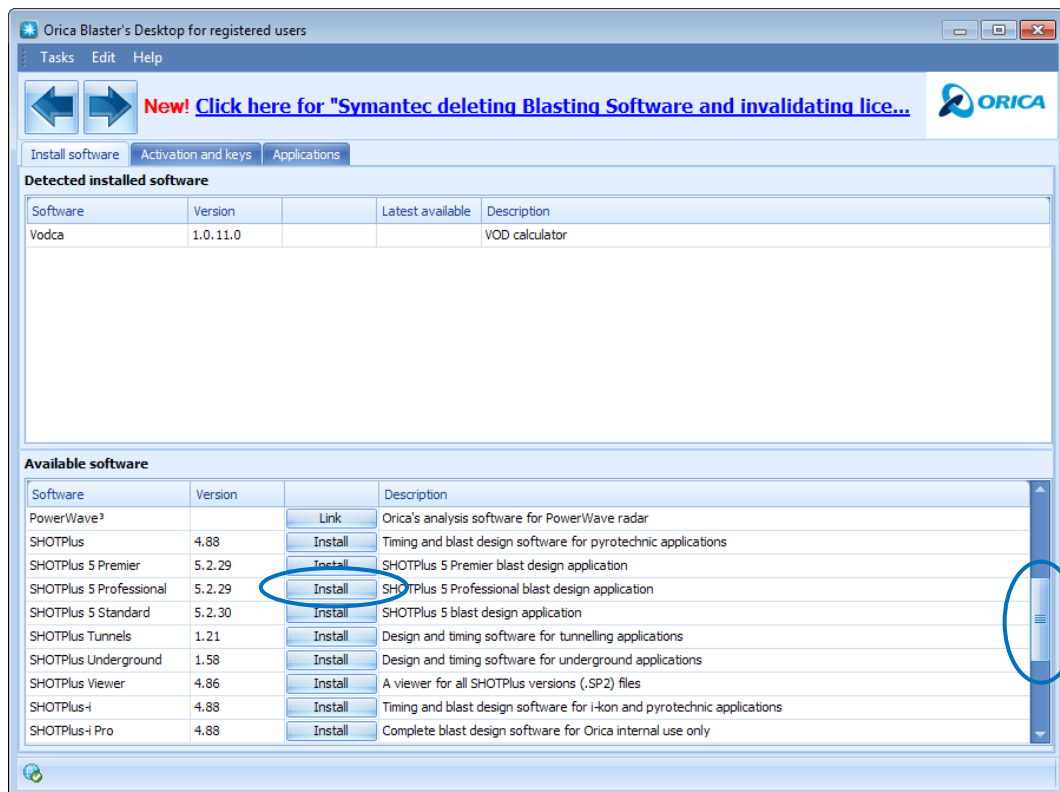 Orica Blaster's Desktop for registered users
Tasks Edit Help
New! Click here for "Symantec deleting Blasting Software and invalidating lice...
ORICA
Install software Activation and keys Applications
Detected installed software
Software Version Latest available Description
Vodca 1.0.11.0 VOD calculator
Available software
Software Version Description
PowerWave³ Link Orica's analysis software for PowerWave radar
SHOTPlus 4.88 Install Timing and blast design software for pyrotechnic applications
SHOTPlus 5 Premier 5.2.29 Install SHOTPlus 5 Premier blast design application
SHOTPlus 5 Professional 5.2.29 Install SHOTPlus 5 Professional blast design application
SHOTPlus 5 Standard 5.2.30 Install SHOTPlus 5 blast design application
SHOTPlus Tunnels 1.21 Install Design and timing software for tunnelling applications
SHOTPlus Underground 1.58 Install Design and timing software for underground applications
SHOTPlus Viewer 4.86 Install A viewer for all SHOTPlus versions (.SP2) files
SHOTPlus-i 4.88 Install Timing and blast design software for i-kon and pyrotechnic applications
SHOTPlus-i Pro 4.88 Install Complete blast design software for Orica internal use only